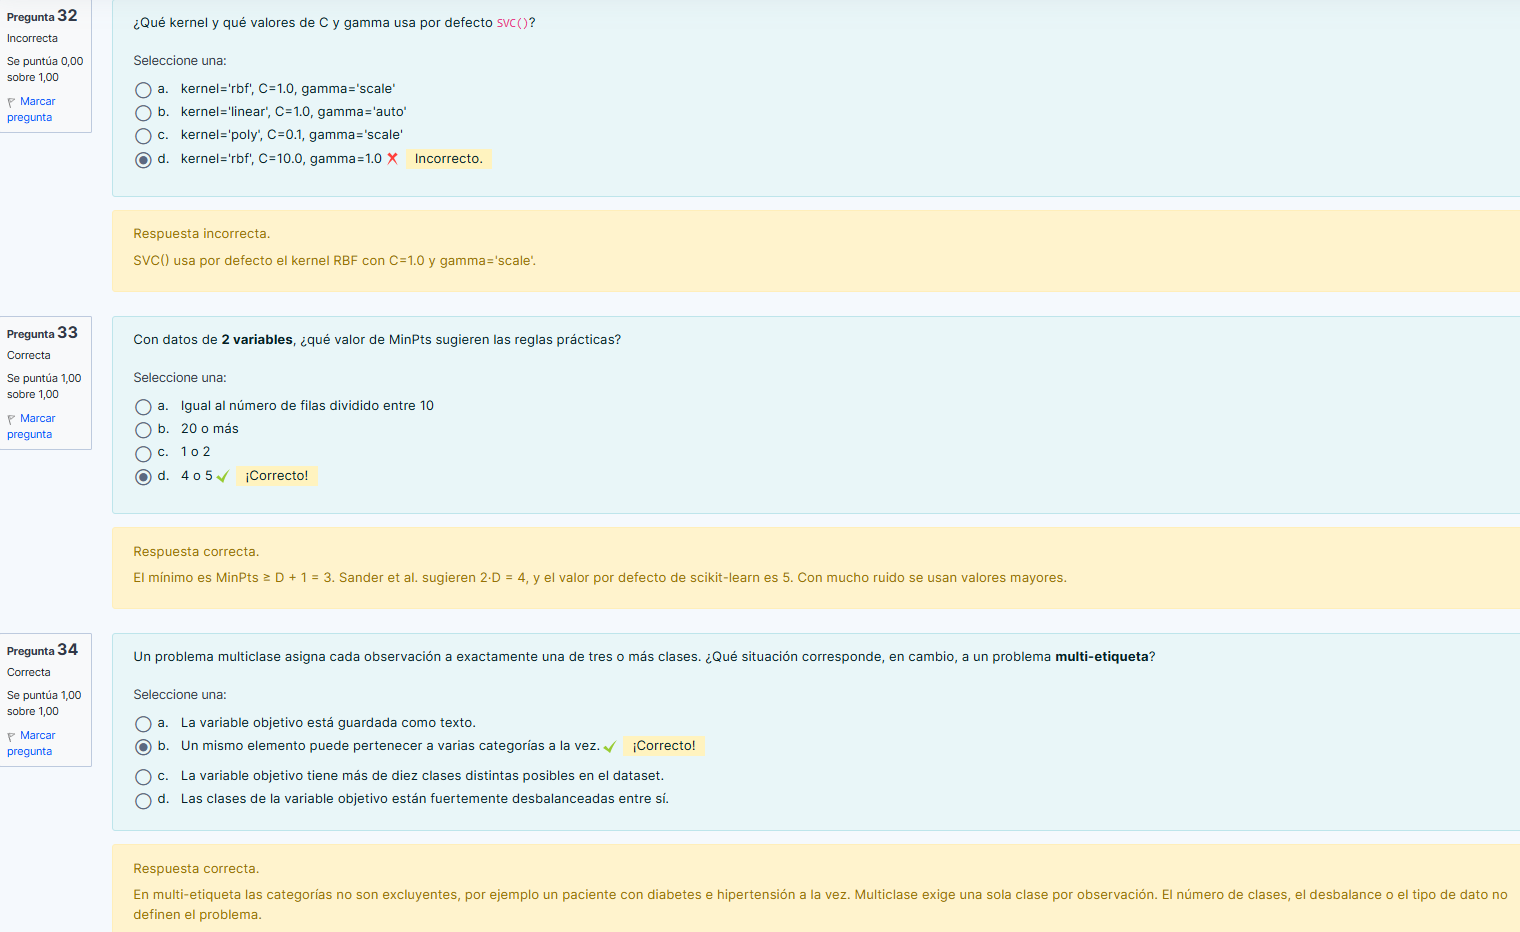 Pregunta 32
Incorrecta
Se puntúa 0,00
sobre 1,00
Marcar
pregunta
¿Qué kernel y qué valores de C y gamma usa por defecto SVC()?
Seleccione una:
a. kernel='rbf', C=1.0, gamma='scale'
b. kernel='linear', C=1.0, gamma='auto'
c. kernel='poly', C=0.1, gamma='scale'
d. kernel='rbf', C=10.0, gamma=1.0 Incorrecto.
Respuesta incorrecta.
SVC() usa por defecto el kernel RBF con C=1.0 y gamma='scale'.
Pregunta 33
Correcta
Se puntúa 1,00
sobre 1,00
Marcar
pregunta
Con datos de 2 variables, ¿qué valor de MinPts sugieren las reglas prácticas?
Seleccione una:
a. Igual al número de filas dividido entre 10
b. 20 o más
c. 1 o 2
d. 4 o 5 ¡Correcto!
Respuesta correcta.
El mínimo es MinPts ≥ D + 1 = 3. Sander et al. sugieren 2·D = 4, y el valor por defecto de scikit-learn es 5. Con mucho ruido se usan valores mayores.
Pregunta 34
Correcta
Se puntúa 1,00
sobre 1,00
Marcar
pregunta
Un problema multiclase asigna cada observación a exactamente una de tres o más clases. ¿Qué situación corresponde, en cambio, a un problema multi-etiqueta?
Seleccione una:
a. La variable objetivo está guardada como texto.
b. Un mismo elemento puede pertenecer a varias categorías a la vez. ¡Correcto!
c. La variable objetivo tiene más de diez clases distintas posibles en el dataset.
d. Las clases de la variable objetivo están fuertemente desbalanceadas entre sí.
Respuesta correcta.
En multi-etiqueta las categorías no son excluyentes, por ejemplo un paciente con diabetes e hipertensión a la vez. Multiclase exige una sola clase por observación. El número de clases, el desbalance o el tipo de dato no
definen el problema.